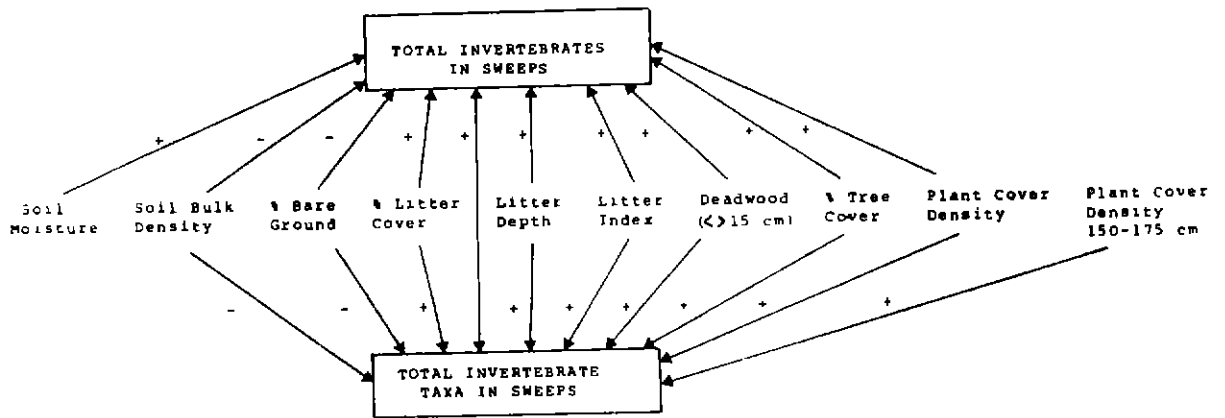 TOTAL INVERTEBRATES
IN SWEEPS
+ - - + + + + + + +
Soil
Moisture
Soil Bulk
Density
% Bare
Ground
% Litter
Cover
Litter
Depth
Litter
Index
Deadwood
(<>15 cm)
% Tree
Cover
Plant Cover
Density
Plant Cover
Density
150-175 cm
- - + + + + + + +
TOTAL INVERTEBRATE
TAXA IN SWEEPS